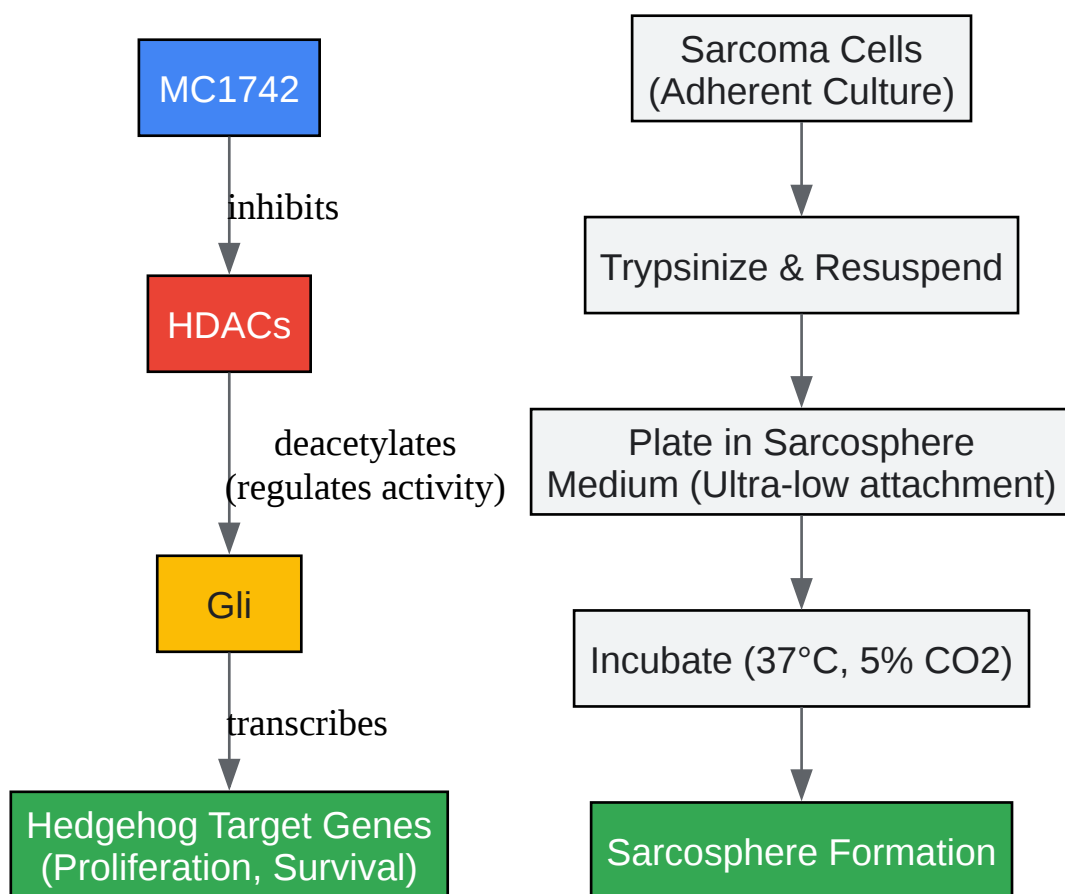 MC1742
inhibits
HDACs
deacetylates
(regulates activity)
Gli
transcribes
Hedgehog Target Genes
(Proliferation, Survival)
Sarcoma Cells
(Adherent Culture)
Trypsinize & Resuspend
Plate in Sarcosphere
Medium (Ultra-low attachment)
Incubate (37°C, 5% CO2)
Sarcosphere Formation